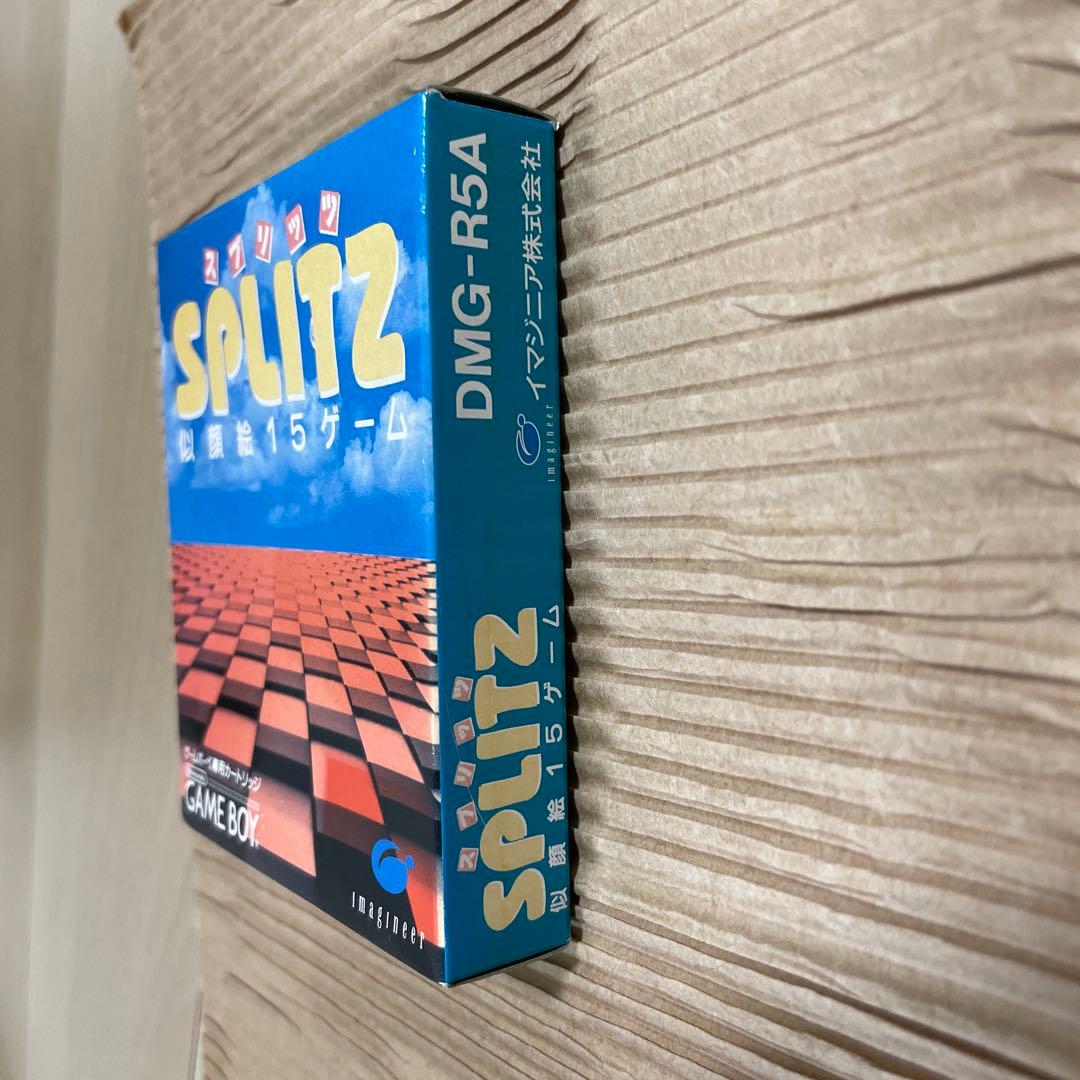 スプリッツ
SPLITZ
似顔絵15ゲーム
ゲームボーイ専用カートリッジ
Nintendo
GAME BOY
imagineer
DMG-R5A
イマジニア株式会社
imagineer
スプリッツ
SPLITZ
似顔絵15ゲーム